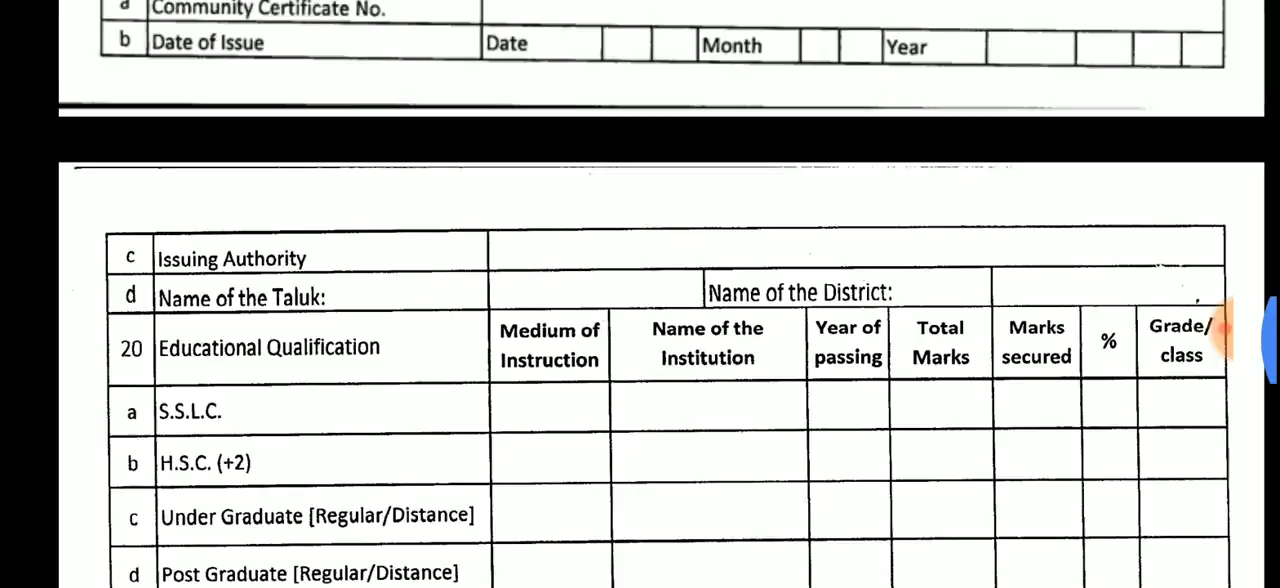 a Community Certificate No.
b Date of Issue Date Month Year
c Issuing Authority
d Name of the Taluk: Name of the District:
20 Educational Qualification Medium of Instruction Name of the Institution Year of passing Total Marks Marks secured % Grade/ class
a S.S.L.C.
b H.S.C. (+2)
c Under Graduate [Regular/Distance]
d Post Graduate [Regular/Distance]